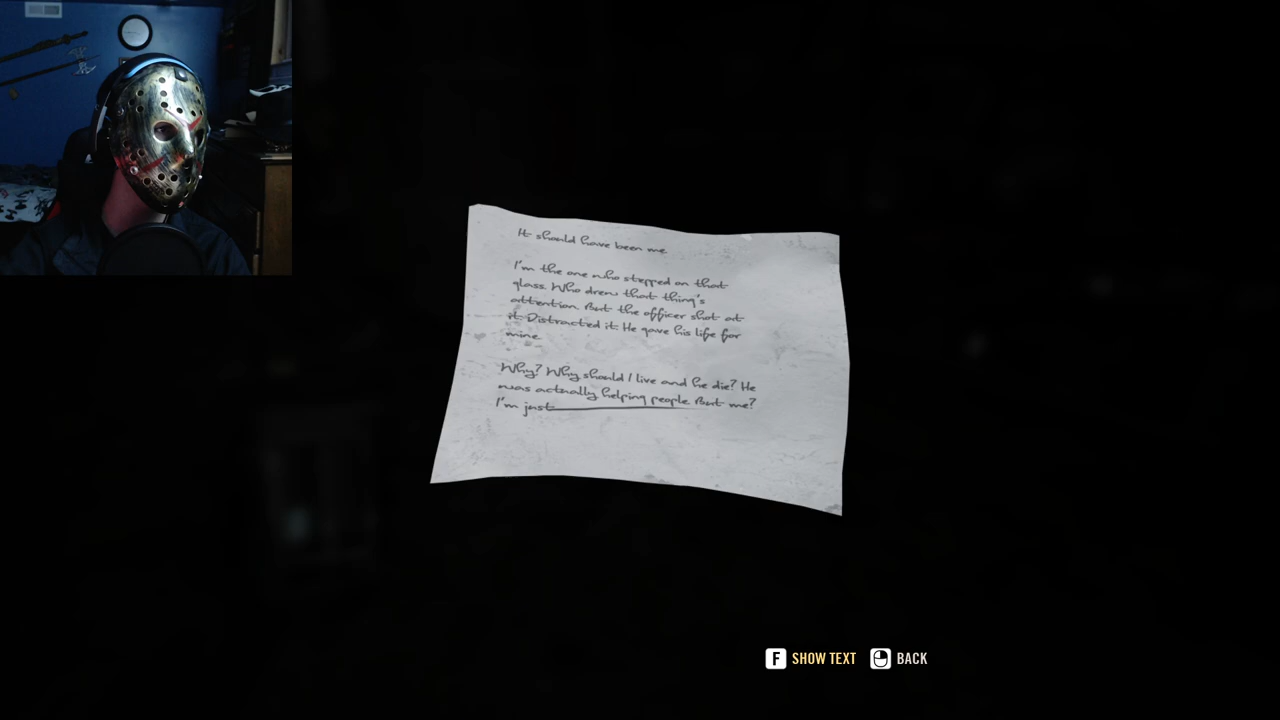 It should have been me
I'm the one who stepped on that
glass. Who drew that thing's
attention. But the officer shot at
it. Distracted it. He gave his life for
mine.
Why? Why should I live and he die? He
was actually helping people. But me?
I'm just
F SHOW TEXT BACK